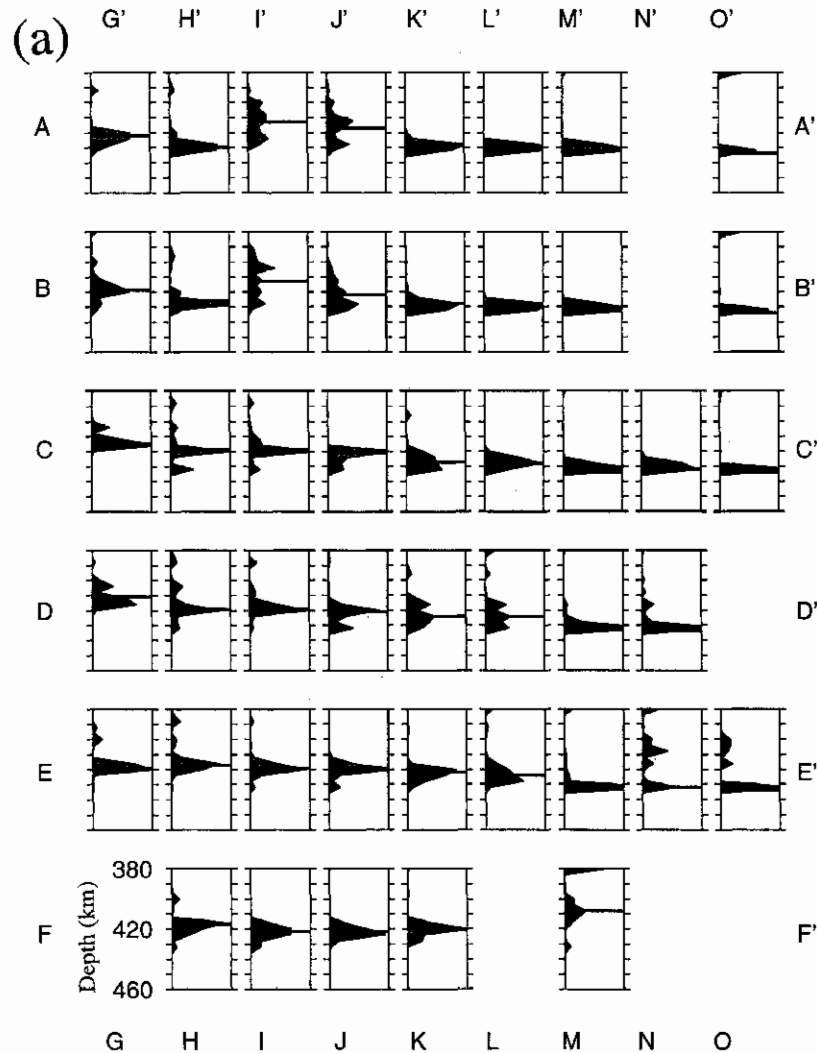 (a)
G' H' I' J' K' L' M' N' O'
A A'
B B'
C C'
D D'
E E'
380
F Depth (km) 420 F'
460
G H I J K L M N O